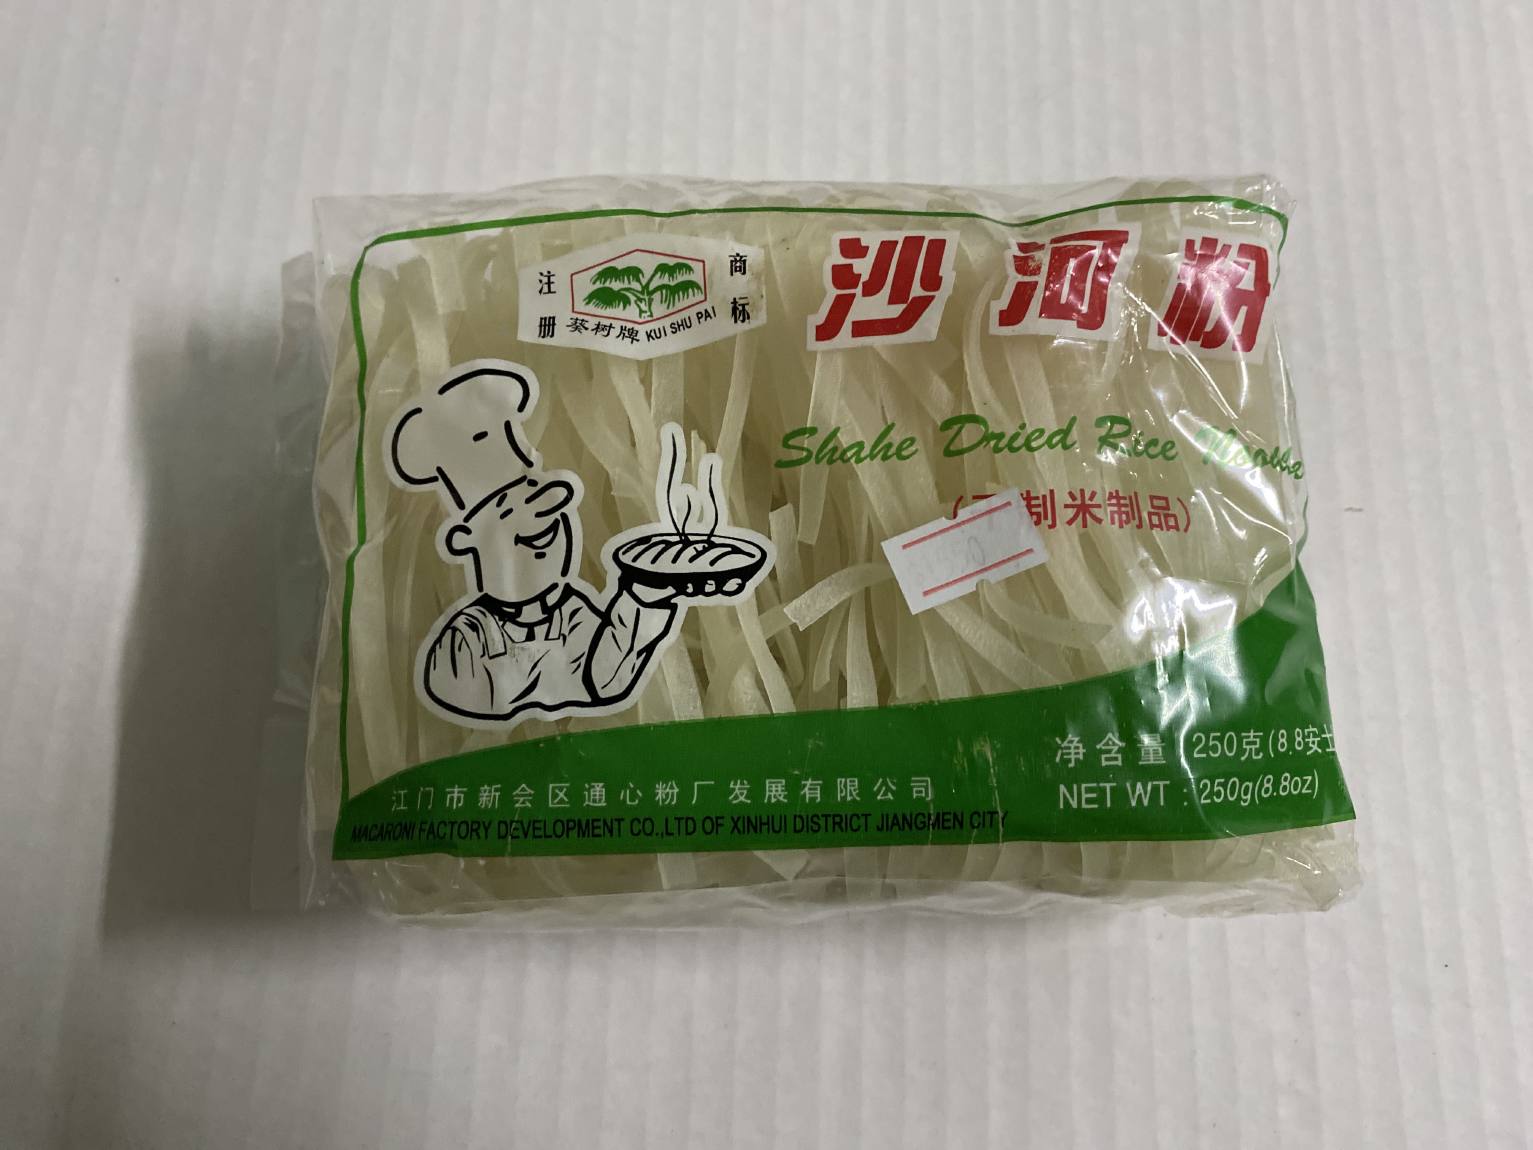 注册 商标
葵树牌 KUI SHU PAI
沙河粉
Shahe Dried Rice
制米制品)
净含量 250克(8.8安士
NET WT : 250g(8.8oz)
江门市新会区通心粉厂发展有限公司
MACARONI FACTORY DEVELOPMENT CO.,LTD OF XINHUI DISTRICT JIANGMEN CITY